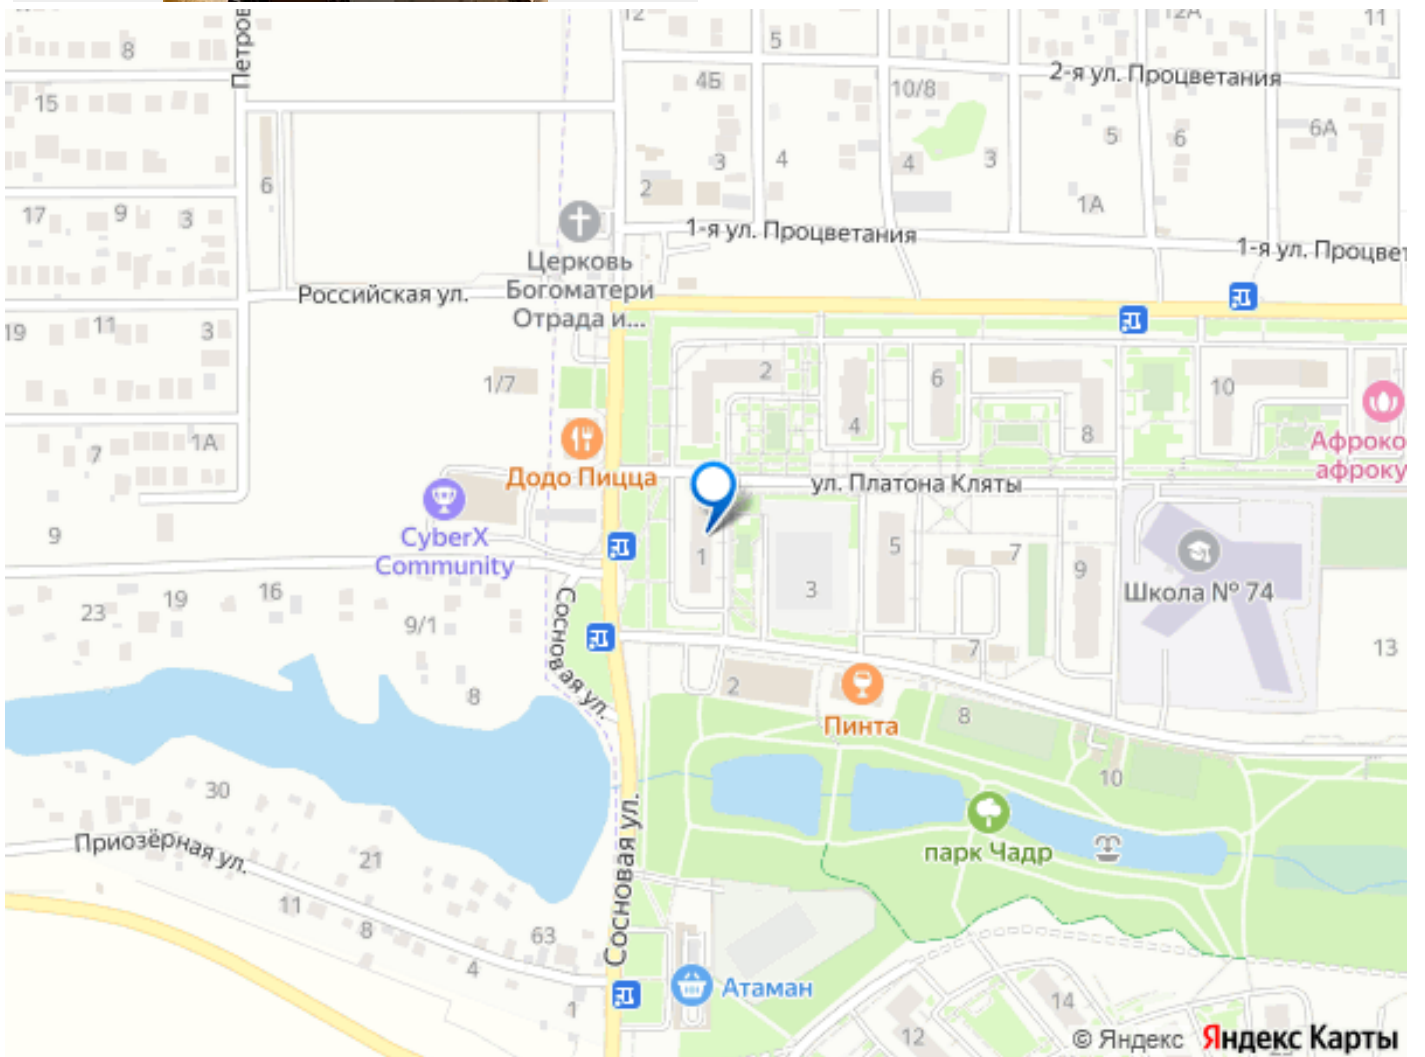 12
12А
11
8
Петров
5
2-я ул. Процветания
15
4Б
10/8
6А
5
6
3
4
4
3
6
2
1А
17
9
3
1-я ул. Процветания
1-я ул. Процвет
Церковь
Богоматери
Отрада и...
Российская ул.
19
11
3
2
6
1/7
10
4
8
Афроко
афроку
7
1А
Додо Пицца
ул. Платона Кляты
CyberX
Community
9
1
5
7
9
3
Школа № 74
16
19
23
9/1
Сосновая ул.
7
13
8
2
Пинта
8
10
30
Приозёрная ул.
21
Сосновая ул.
парк Чадр
11
8
63
4
1
Атаман
14
12
© Яндекс Яндекс Карты